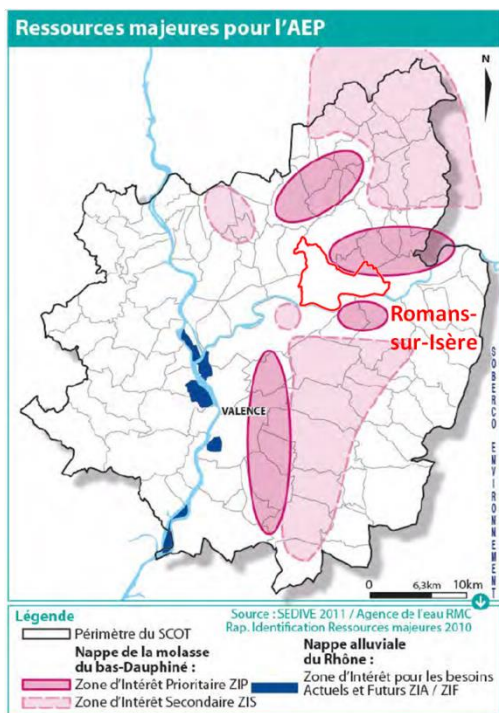 Ressources majeures pour l'AEP
N
Romans-
sur-Isère
VALENCE
SOBERCO ENVIRONNEMENT
0 6,3km 10km
Légende
Source : SEDIVE 2011 / Agence de l'eau RMC
Rap. Identification Ressources majeures 2010
Périmètre du SCOT
Nappe de la molasse
du bas-Dauphiné :
Zone d'Intérêt Prioritaire ZIP
Zone d'Intérêt Secondaire ZIS
Nappe alluviale
du Rhône :
Zone d'Intérêt pour les besoins
Actuels et Futurs ZIA / ZIF